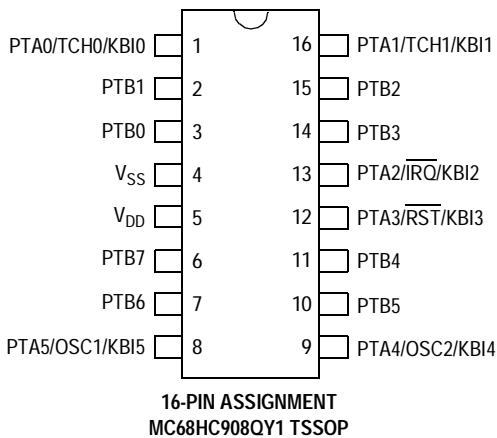 PTA0/TCH0/KBI0 1 16 PTA1/TCH1/KBI1
PTB1 2 15 PTB2
PTB0 3 14 PTB3
VSS 4 13 PTA2/IRQ/KBI2
VDD 5 12 PTA3/RST/KBI3
PTB7 6 11 PTB4
PTB6 7 10 PTB5
PTA5/OSC1/KBI5 8 9 PTA4/OSC2/KBI4
16-PIN ASSIGNMENT
MC68HC908QY1 TSSOP